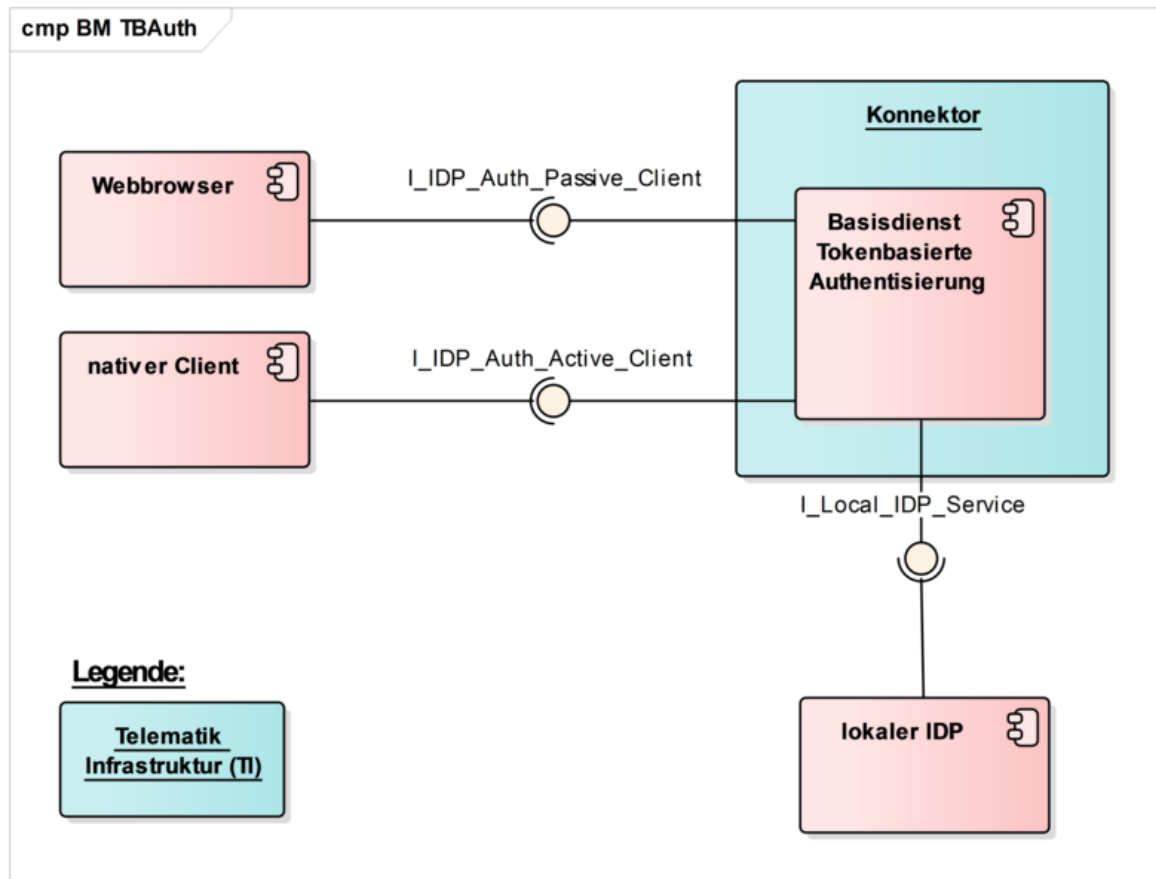 cmp BM TBAuth
Konnektor
Webbrowser
I_IDP_Auth_Passive_Client
Basisdienst
Tokenbasierte
Authentisierung
nativer Client
I_IDP_Auth_Active_Client
I_Local_IDP_Service
Legende:
Telematik
Infrastruktur (TI)
lokaler IDP